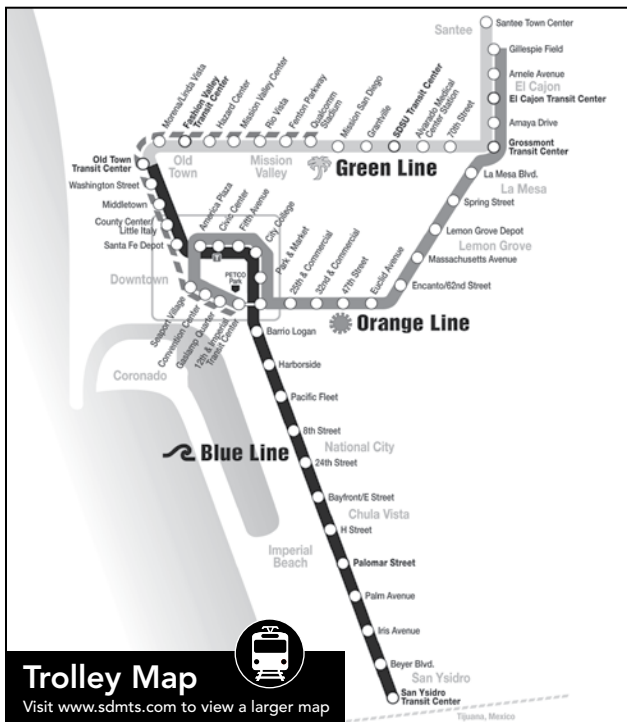 Santee Town Center
Santee
Gillespie Field
Arnele Avenue
El Cajon
El Cajon Transit Center
Amaya Drive
Grossmont
Transit Center
Morena/Linda Vista
Fashion Valley
Transit Center
Hazard Center
Mission Valley Center
Rio Vista
Fenton Parkway
Qualcomm
Stadium
Mission San Diego
Grantville
SDSU Transit Center
Alvarado Medical
Center Station
70th Street
Old Town
Transit Center
Old
Town
Mission
Valley
Green Line
Washington Street
Middletown
County Center/
Little Italy
Santa Fe Depot
America Plaza
Civic Center
Fifth Avenue
City College
Park & Market
25th & Commercial
32nd & Commercial
47th Street
Euclid Avenue
La Mesa Blvd.
La Mesa
Spring Street
Lemon Grove Depot
Lemon Grove
Massachusetts Avenue
Encanto/62nd Street
PETCO
Park
Downtown
Seaport Village
Convention Center
Gaslamp Quarter
12th & Imperial
Transit Center
Orange Line
Barrio Logan
Harborside
Coronado
Pacific Fleet
8th Street
National City
Blue Line
24th Street
Bayfront/E Street
Chula Vista
H Street
Imperial
Beach
Palomar Street
Palm Avenue
Iris Avenue
Beyer Blvd.
San Ysidro
San Ysidro
Transit Center
Tijuana, Mexico
Trolley Map
Visit www.sdmts.com to view a larger map